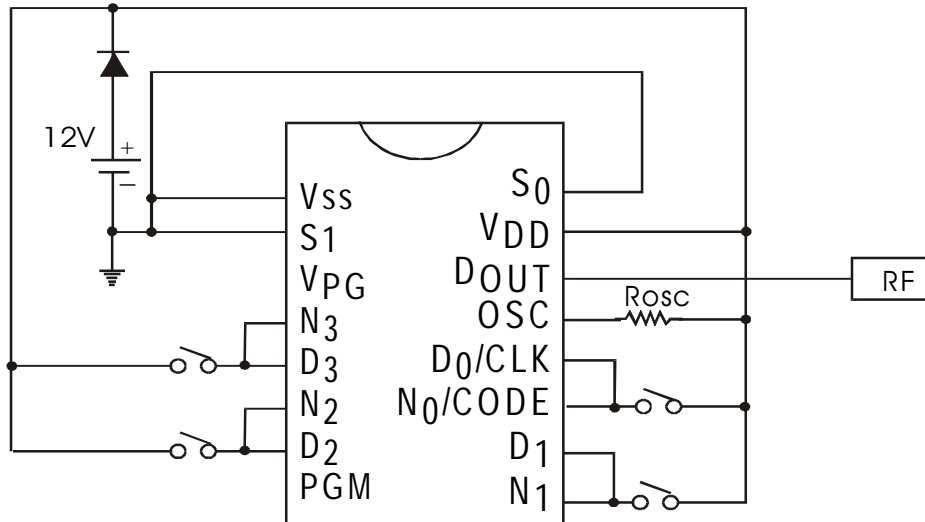 12V
+
−
Vss
S1
VPG
N3
D3
N2
D2
PGM
S0
VDD
DOUT
OSC
D0/CLK
N0/CODE
D1
N1
Rosc
RF